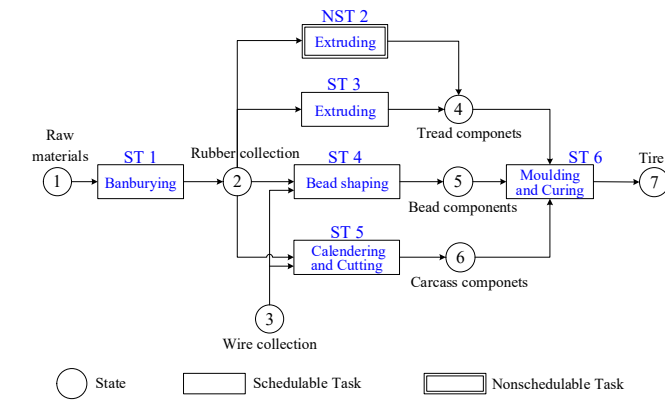 NST 2
Extruding
ST 3
Extruding
4
Tread componets
Raw
materials
1
ST 1
Banburying
Rubber collection
2
ST 4
Bead shaping
5
Bead components
ST 6
Moulding
and Curing
Tire
7
ST 5
Calendering
and Cutting
6
Carcass componets
3
Wire collection
State
Schedulable Task
Nonschedulable Task